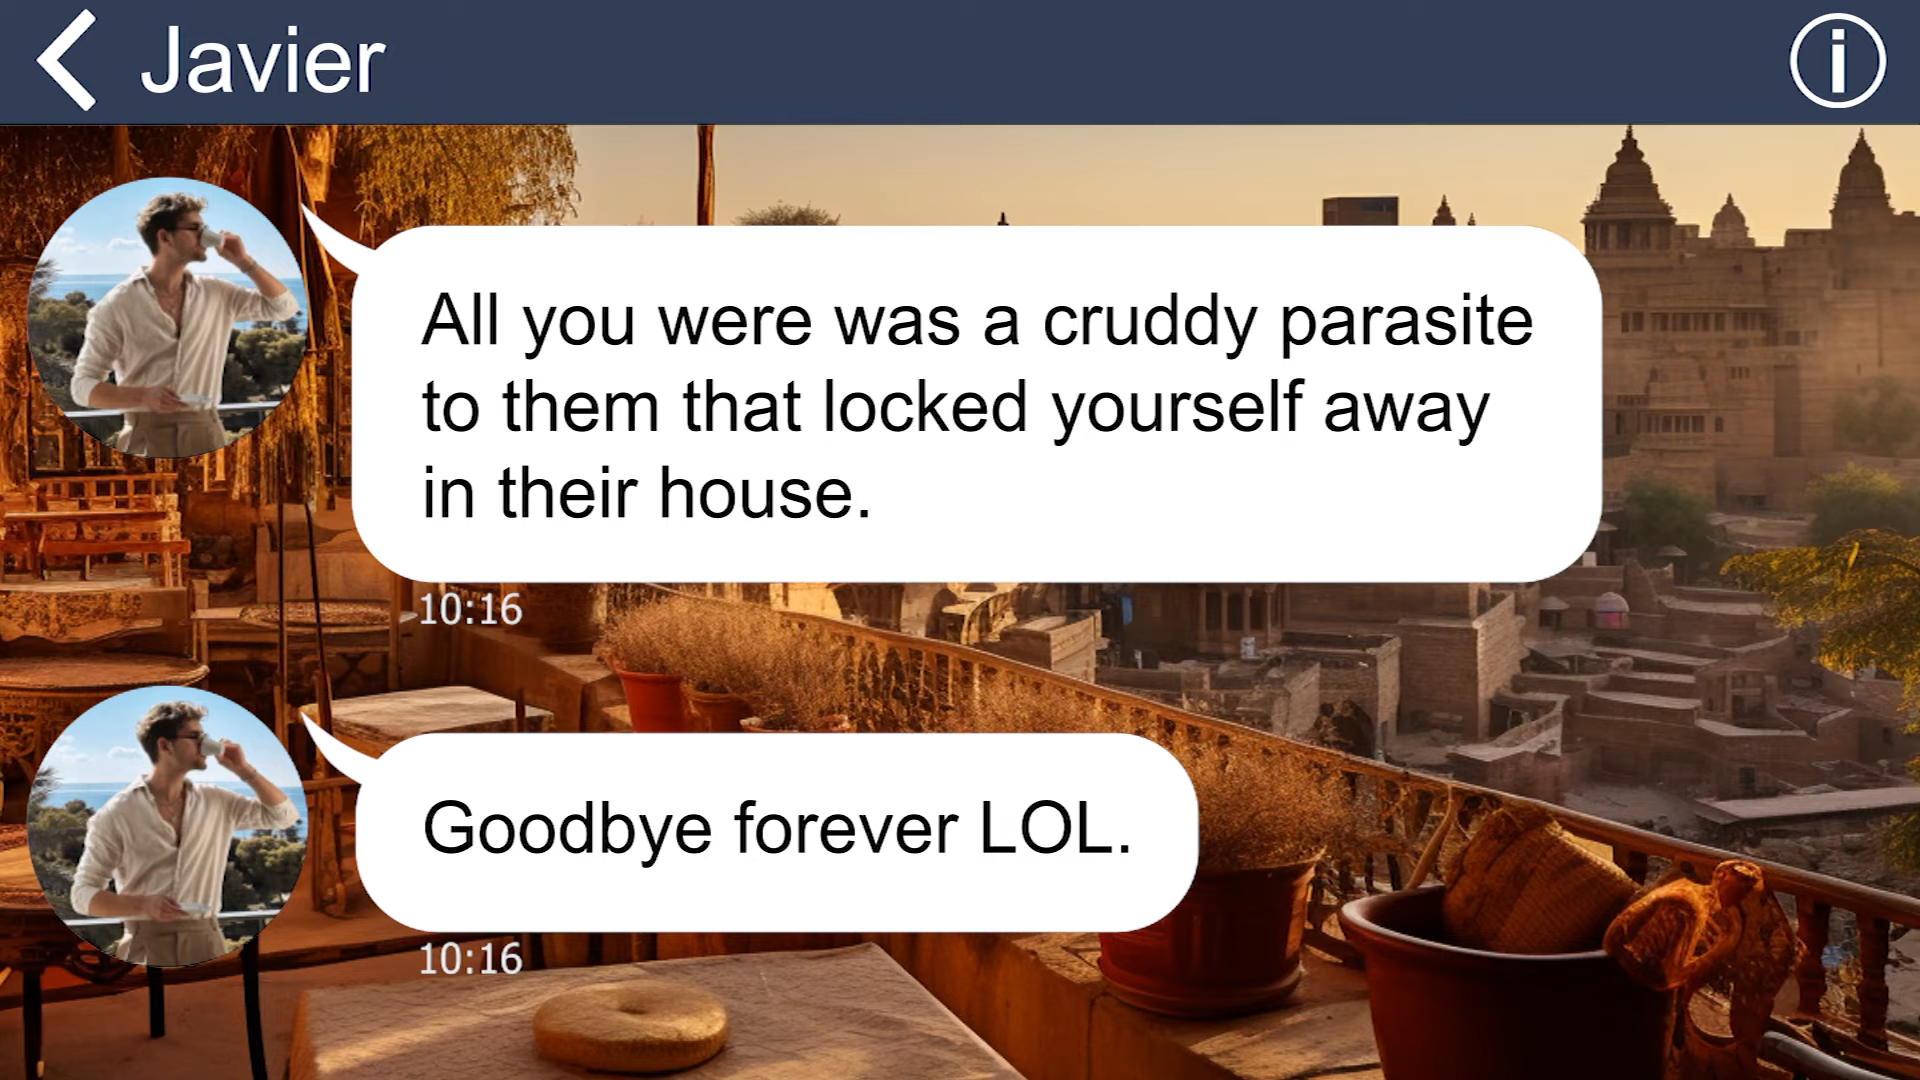 Javier
All you were was a cruddy parasite
to them that locked yourself away
in their house.
10:16
Goodbye forever LOL.
10:16